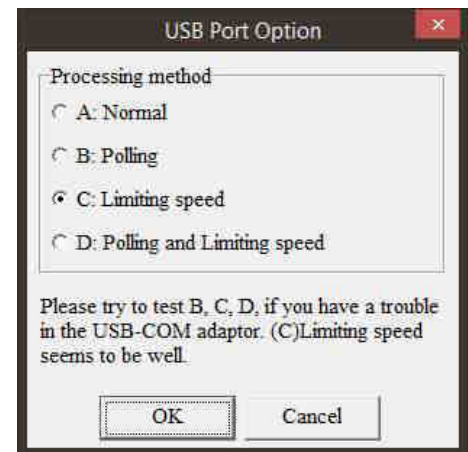 USB Port Option
Processing method
A: Normal
B: Polling
C: Limiting speed
D: Polling and Limiting speed
Please try to test B, C, D, if you have a trouble
in the USB-COM adaptor. (C)Limiting speed
seems to be well.
OK
Cancel